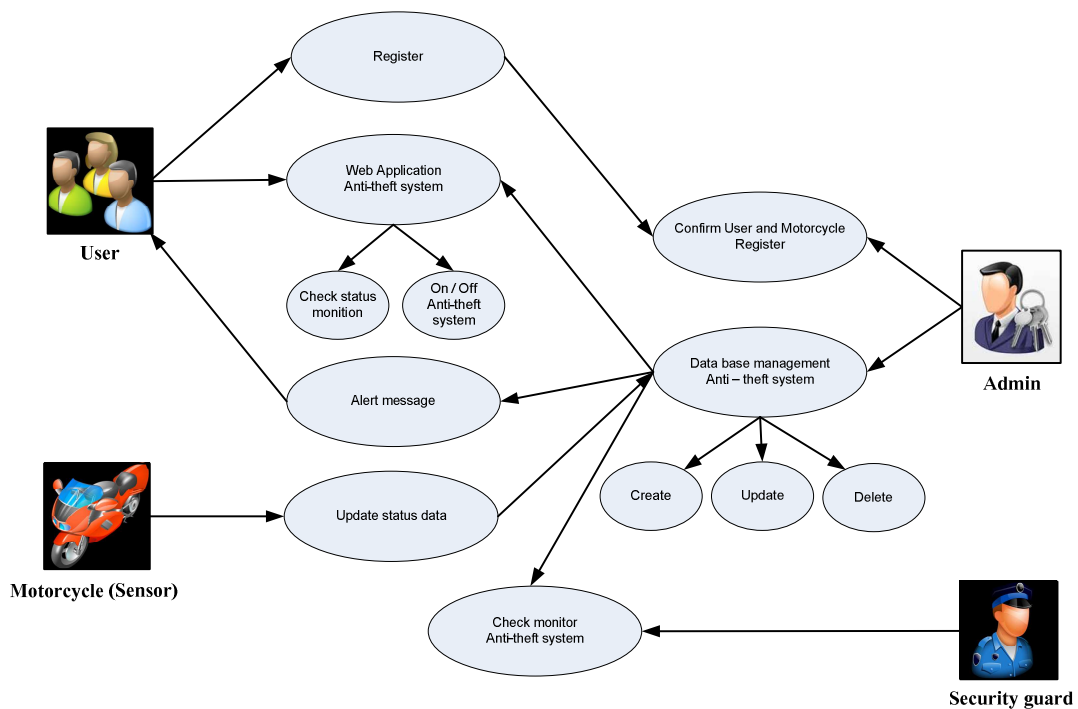 Register
Web Application
Anti-theft system
User
Confirm User and Motorcycle
Register
Check status
monition
On / Off
Anti-theft
system
Data base management
Anti – theft system
Admin
Alert message
Create
Update
Delete
Update status data
Motorcycle (Sensor)
Check monitor
Anti-theft system
Security guard